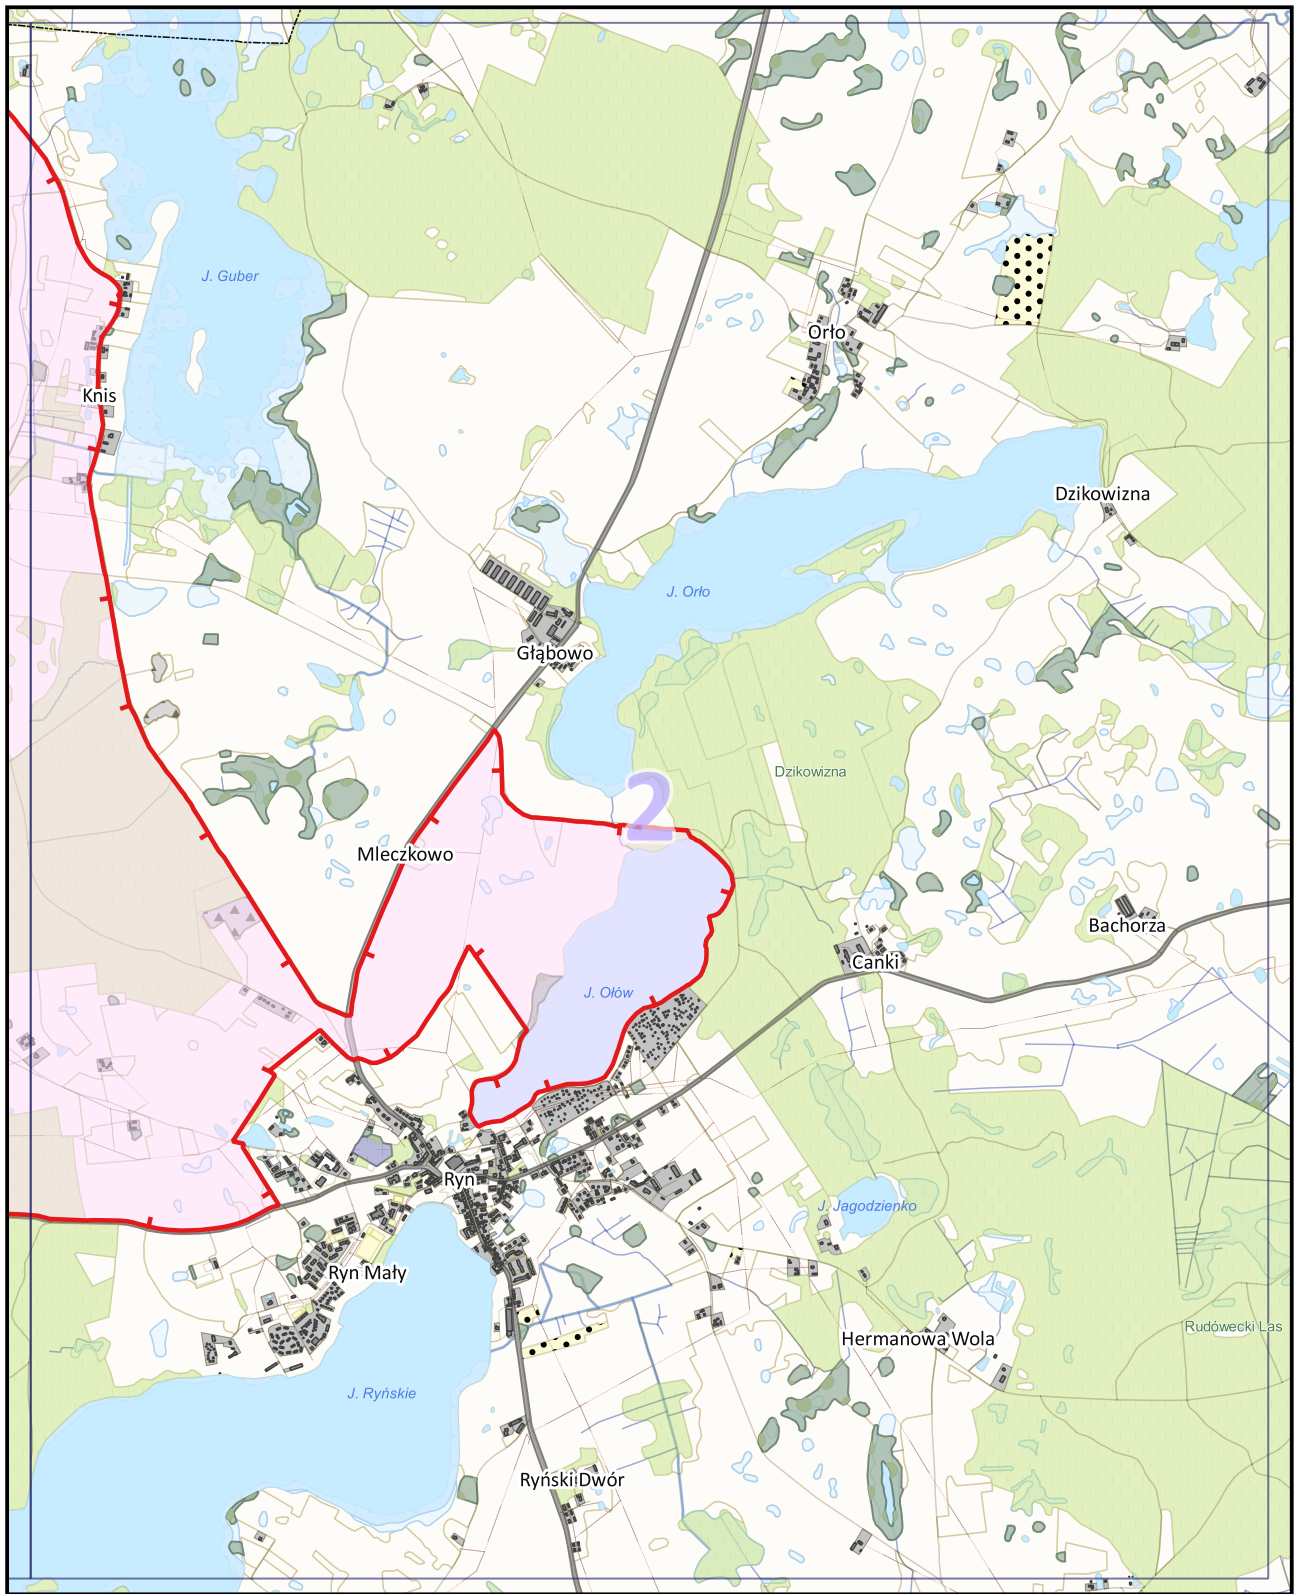 J. Guber
Orło
Knis
Dzikowizna
J. Orło
Głąbowo
Dzikowizna
2
Mleczkowo
Bachorza
Canki
J. Ołów
Ryn
J. Jagodzienko
Ryn Mały
Rudówecki Las
Hermanowa Wola
J. Ryńskie
Ryński Dwór